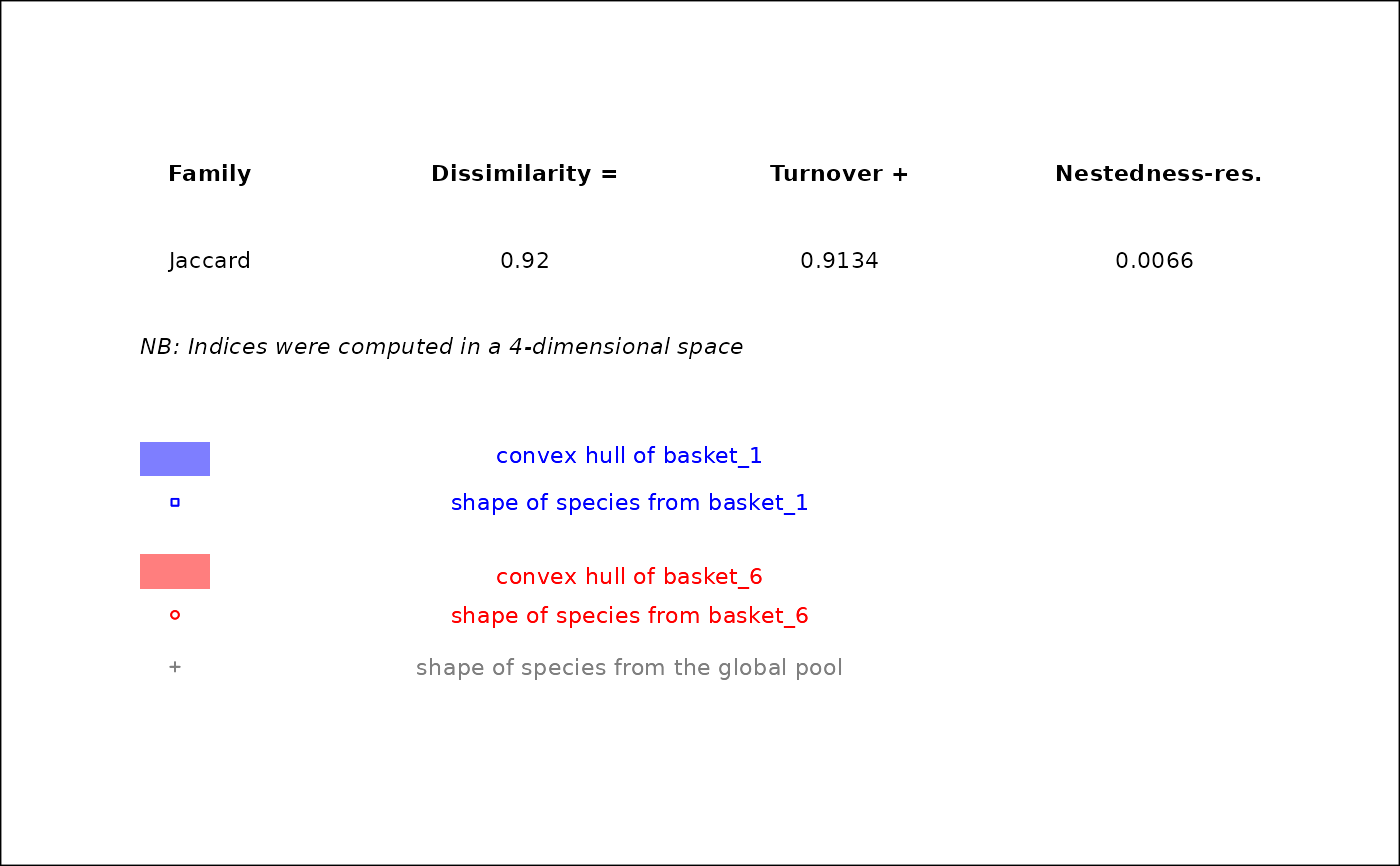 Family Dissimilarity = Turnover + Nestedness-res.
Jaccard 0.92 0.9134 0.0066
NB: Indices were computed in a 4-dimensional space
convex hull of basket_1
shape of species from basket_1
convex hull of basket_6
shape of species from basket_6
shape of species from the global pool